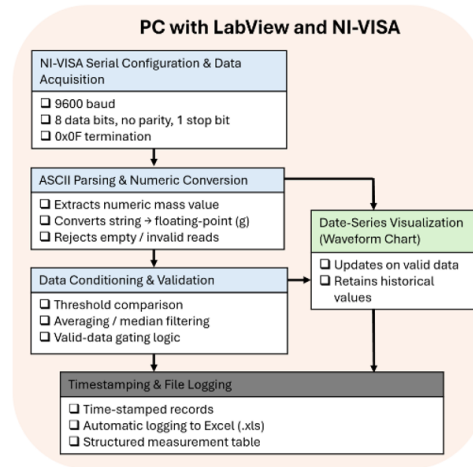 PC with LabView and NI-VISA
NI-VISA Serial Configuration & Data
Acquisition
❑ 9600 baud
❑ 8 data bits, no parity, 1 stop bit
❑ 0x0F termination
ASCII Parsing & Numeric Conversion
❑ Extracts numeric mass value
❑ Converts string → floating-point (g)
❑ Rejects empty / invalid reads
Date-Series Visualization
(Waveform Chart)
❑ Updates on valid data
❑ Retains historical
values
Data Conditioning & Validation
❑ Threshold comparison
❑ Averaging / median filtering
❑ Valid-data gating logic
Timestamping & File Logging
❑ Time-stamped records
❑ Automatic logging to Excel (.xls)
❑ Structured measurement table